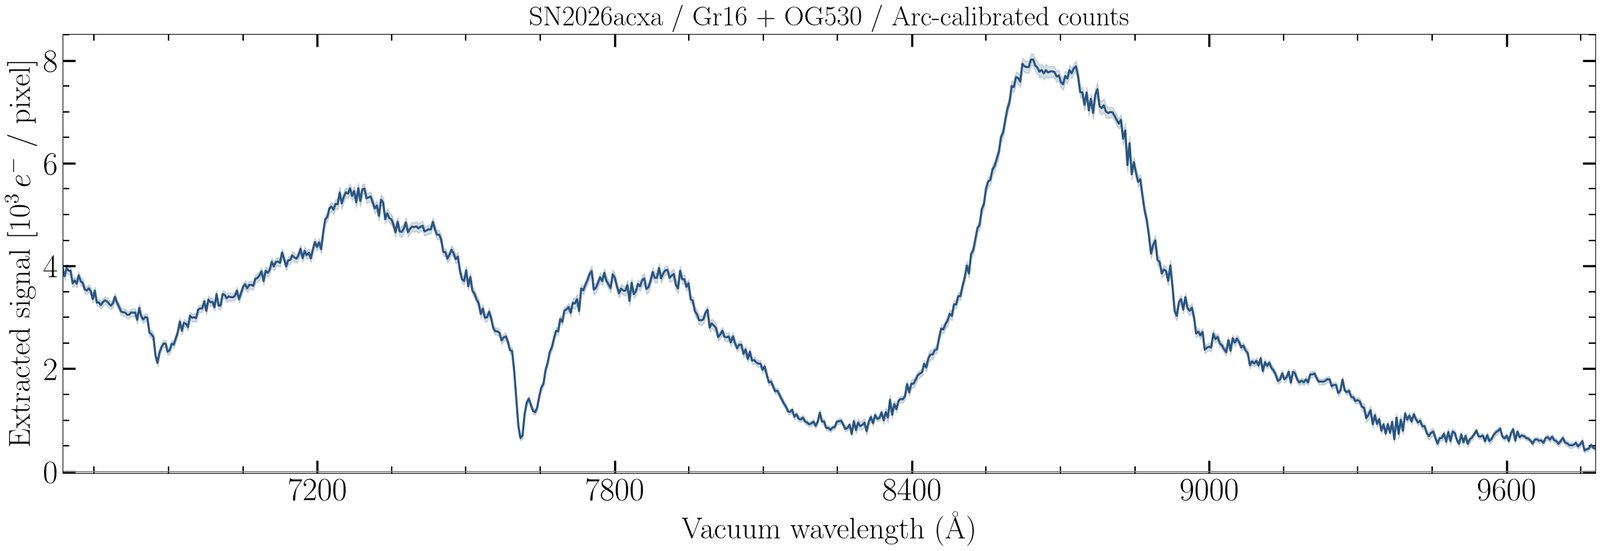 SN2026acxa / Gr16 + OG530 / Arc-calibrated counts
Extracted signal [10³ e⁻ / pixel]
8
6
4
2
0
7200 7800 8400 9000 9600
Vacuum wavelength (Å)